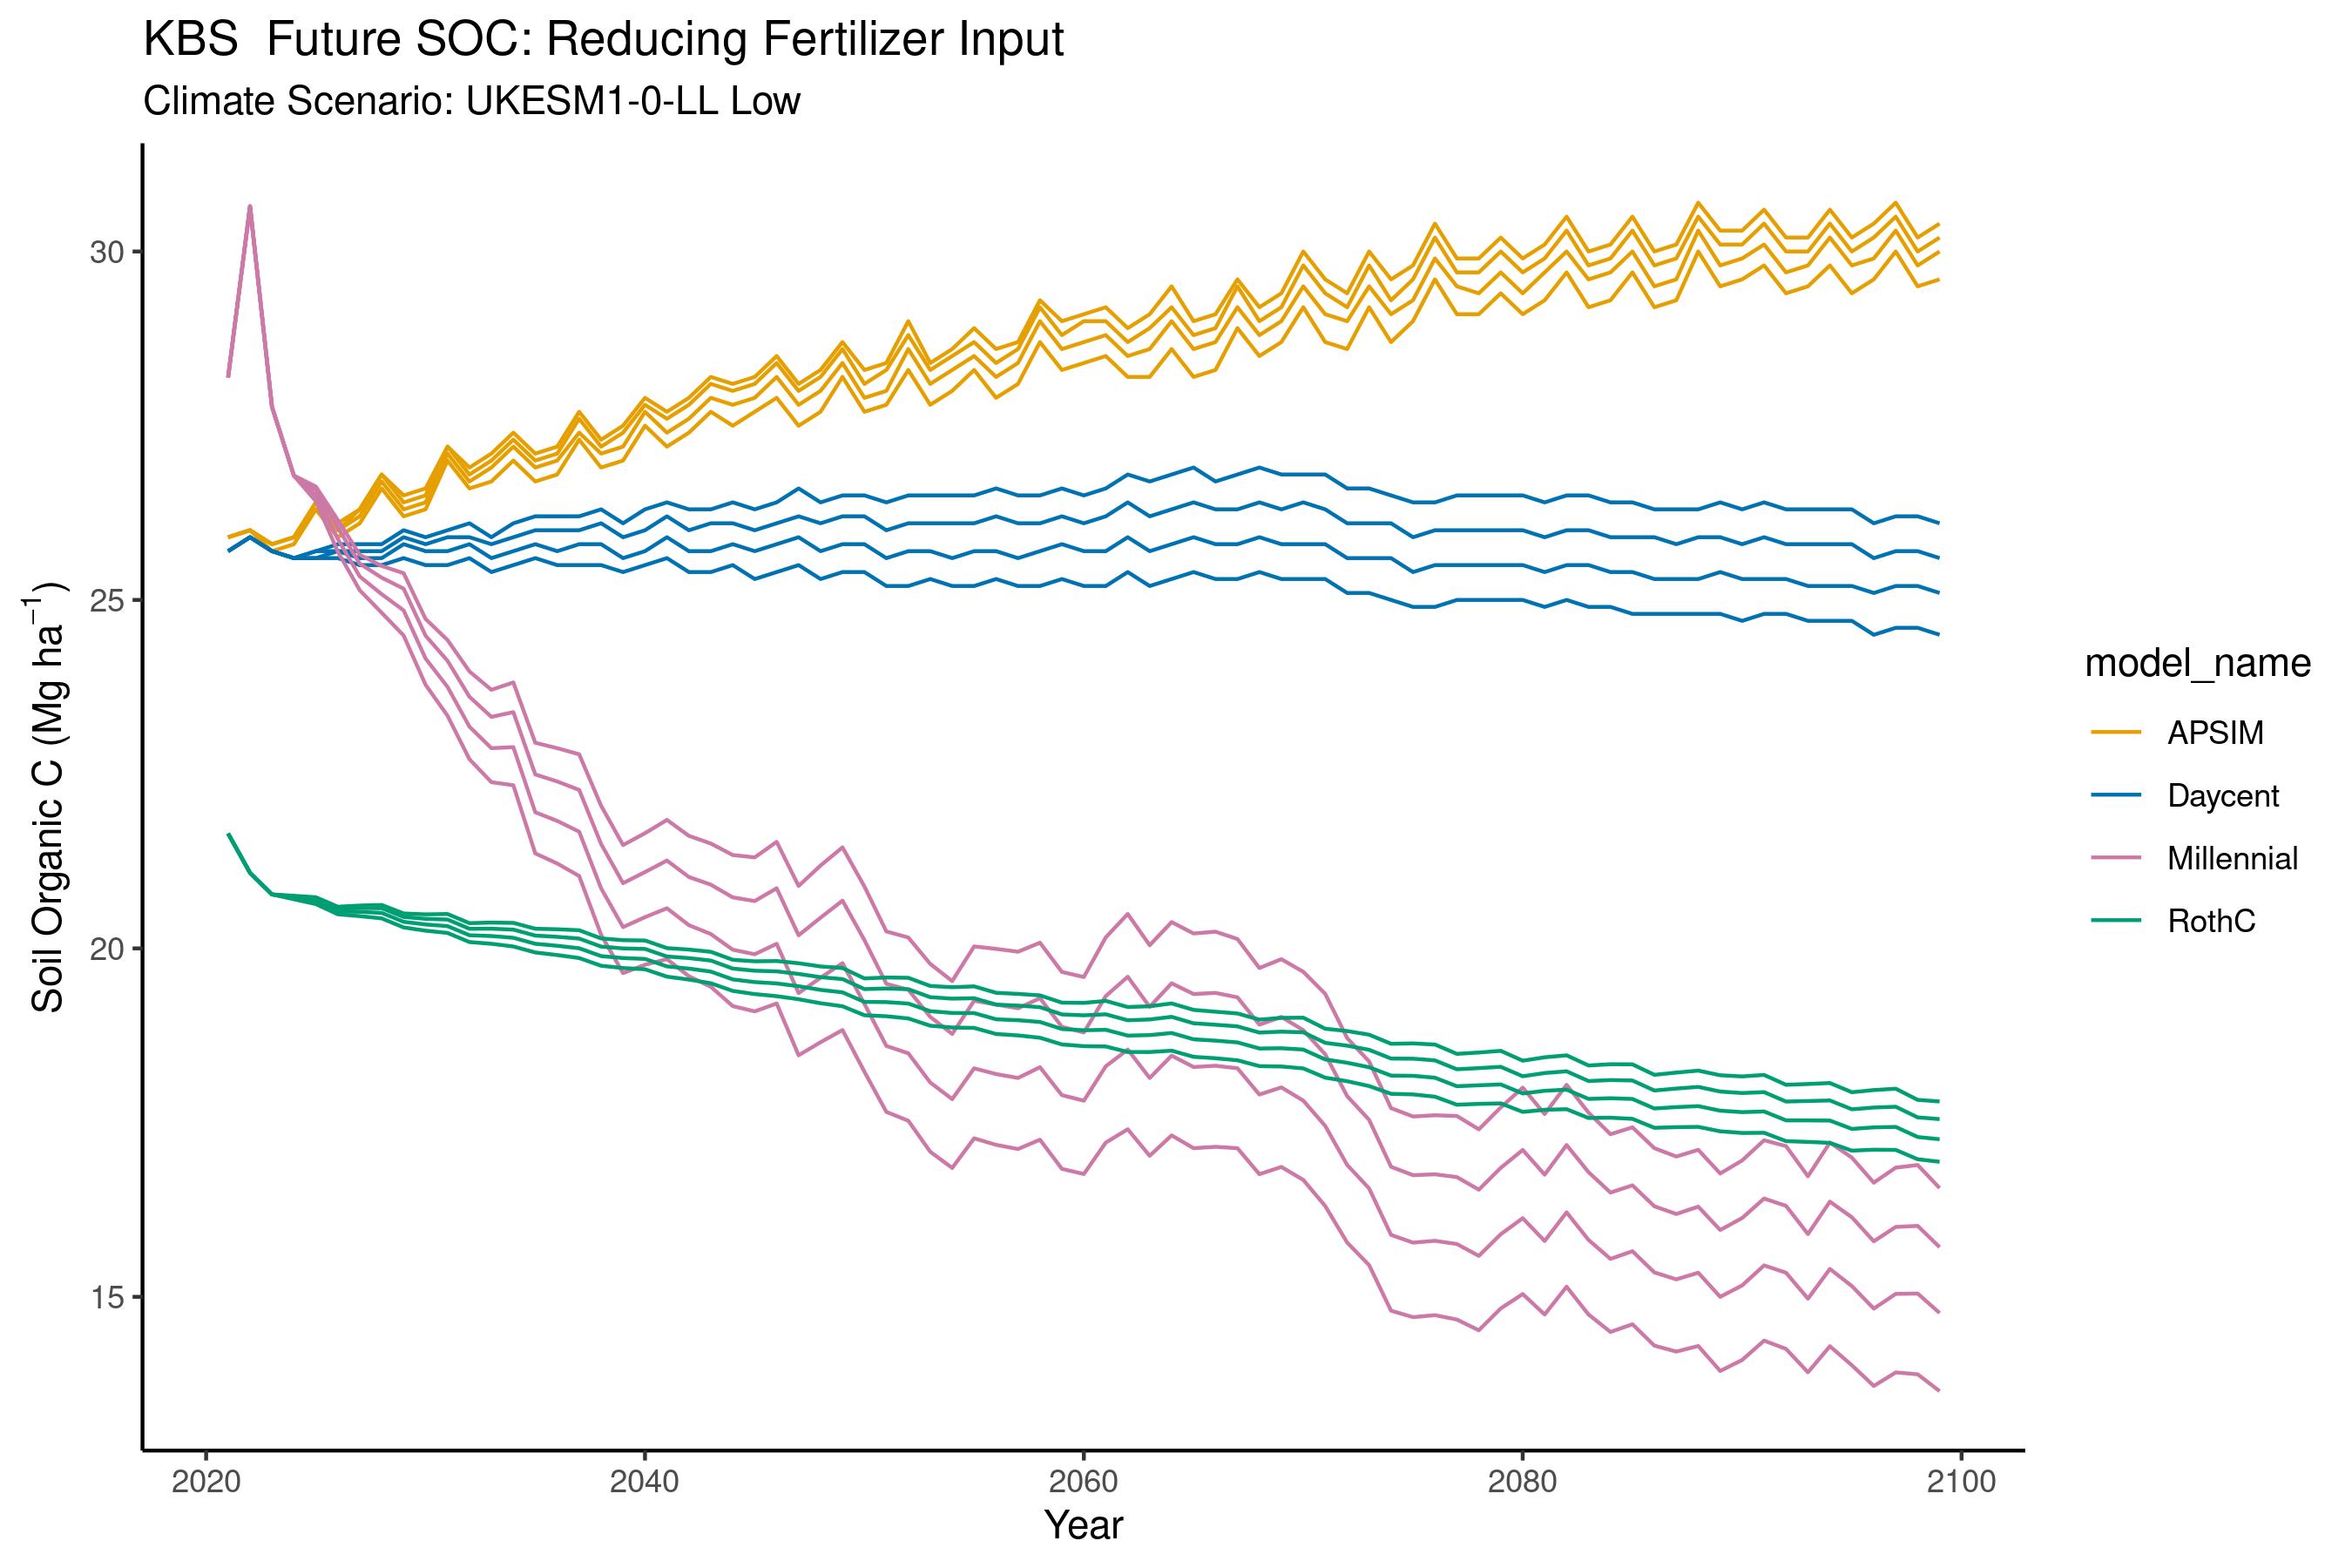 KBS  Future SOC: Reducing Fertilizer Input
Climate Scenario: UKESM1-0-LL Low
Soil Organic C (Mg ha⁻¹)
30
25
20
15
2020
2040
2060
2080
2100
Year
model_name
APSIM
Daycent
Millennial
RothC